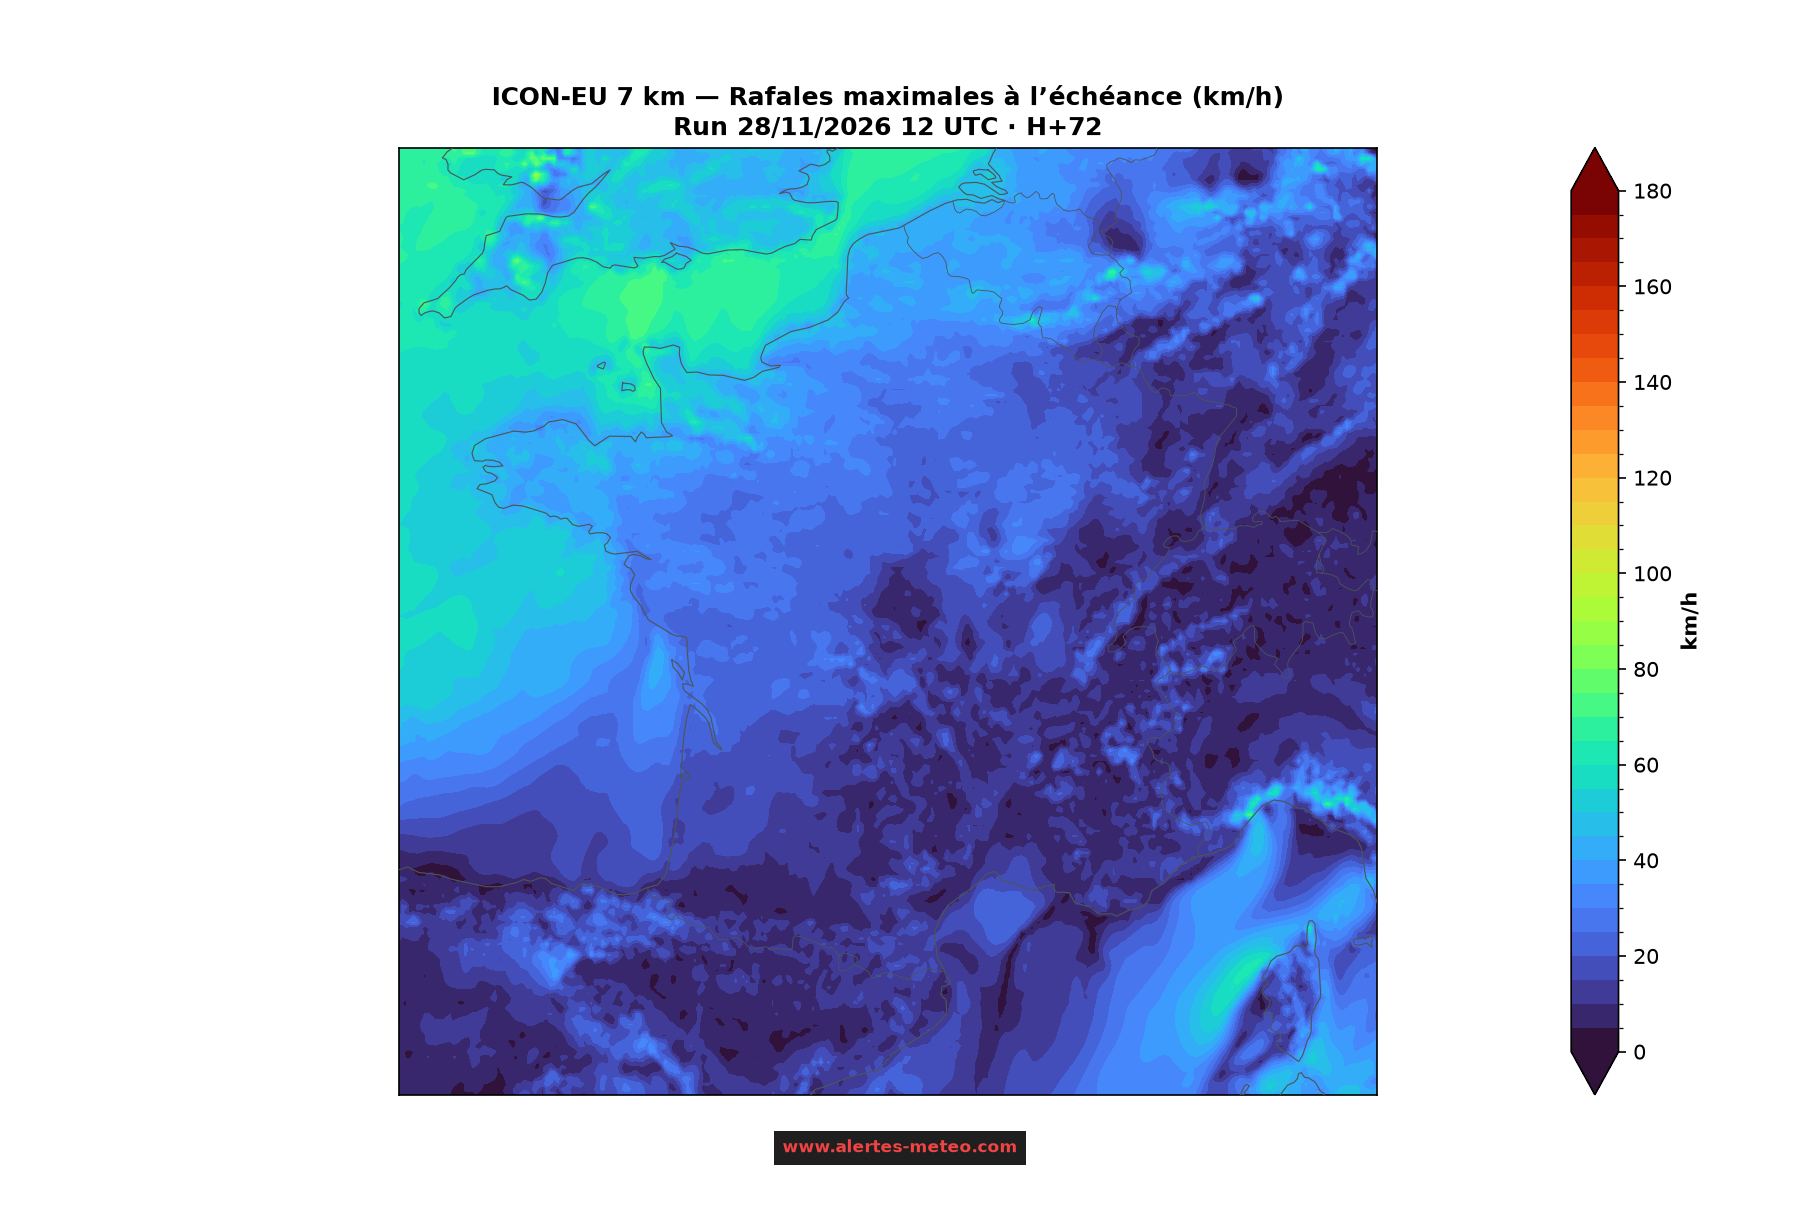 ICON-EU 7 km — Rafales maximales à l’échéance (km/h)
Run 28/11/2026 12 UTC · H+72
180
160
140
120
100
80
60
40
20
0
km/h
www.alertes-meteo.com